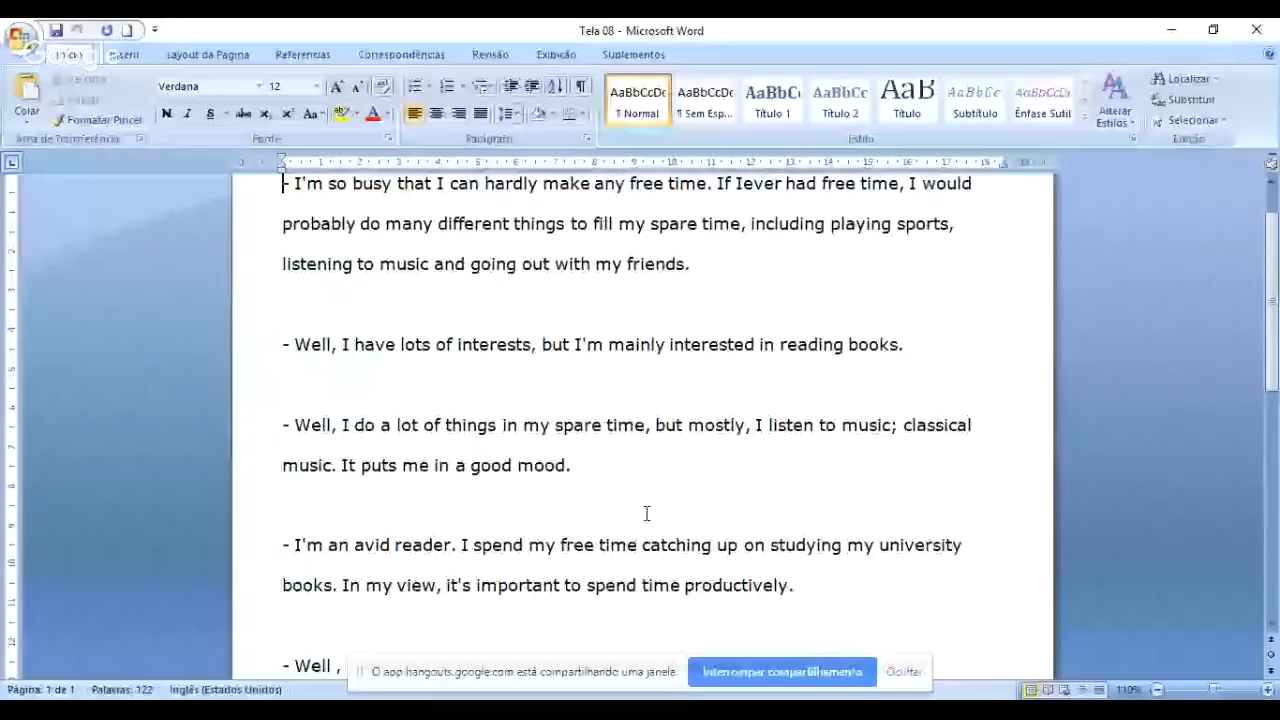 Tela 08 - Microsoft Word
Google
Início
Layout da Página
Referências
Correspondências
Revisão
Exibição
Suplementos
Colar
Formatar Pincel
Área de Transferência
Verdana
12
N I S abc x₂ x² Aa
Fonte
Parágrafo
AaBbCcDc AaBbCcDc AaBbC AaBbCc AaB AaBbCc AaBbCcDc
¶ Normal ¶ Sem Esp... Título 1 Título 2 Título Subtítulo Ênfase Sutil
Alterar
Estilos
Estilo
Localizar
Substituir
Selecionar
Edição
- I'm so busy that I can hardly make any free time. If Iever had free time, I would
probably do many different things to fill my spare time, including playing sports,
listening to music and going out with my friends.
- Well, I have lots of interests, but I'm mainly interested in reading books.
- Well, I do a lot of things in my spare time, but mostly, I listen to music; classical
music. It puts me in a good mood.
- I'm an avid reader. I spend my free time catching up on studying my university
books. In my view, it's important to spend time productively.
- Well ,
O app hangouts.google.com está compartilhando uma janela.
Interromper compartilhamento
Ocultar
Página: 1 de 1 Palavras: 122 Inglês (Estados Unidos)
110%